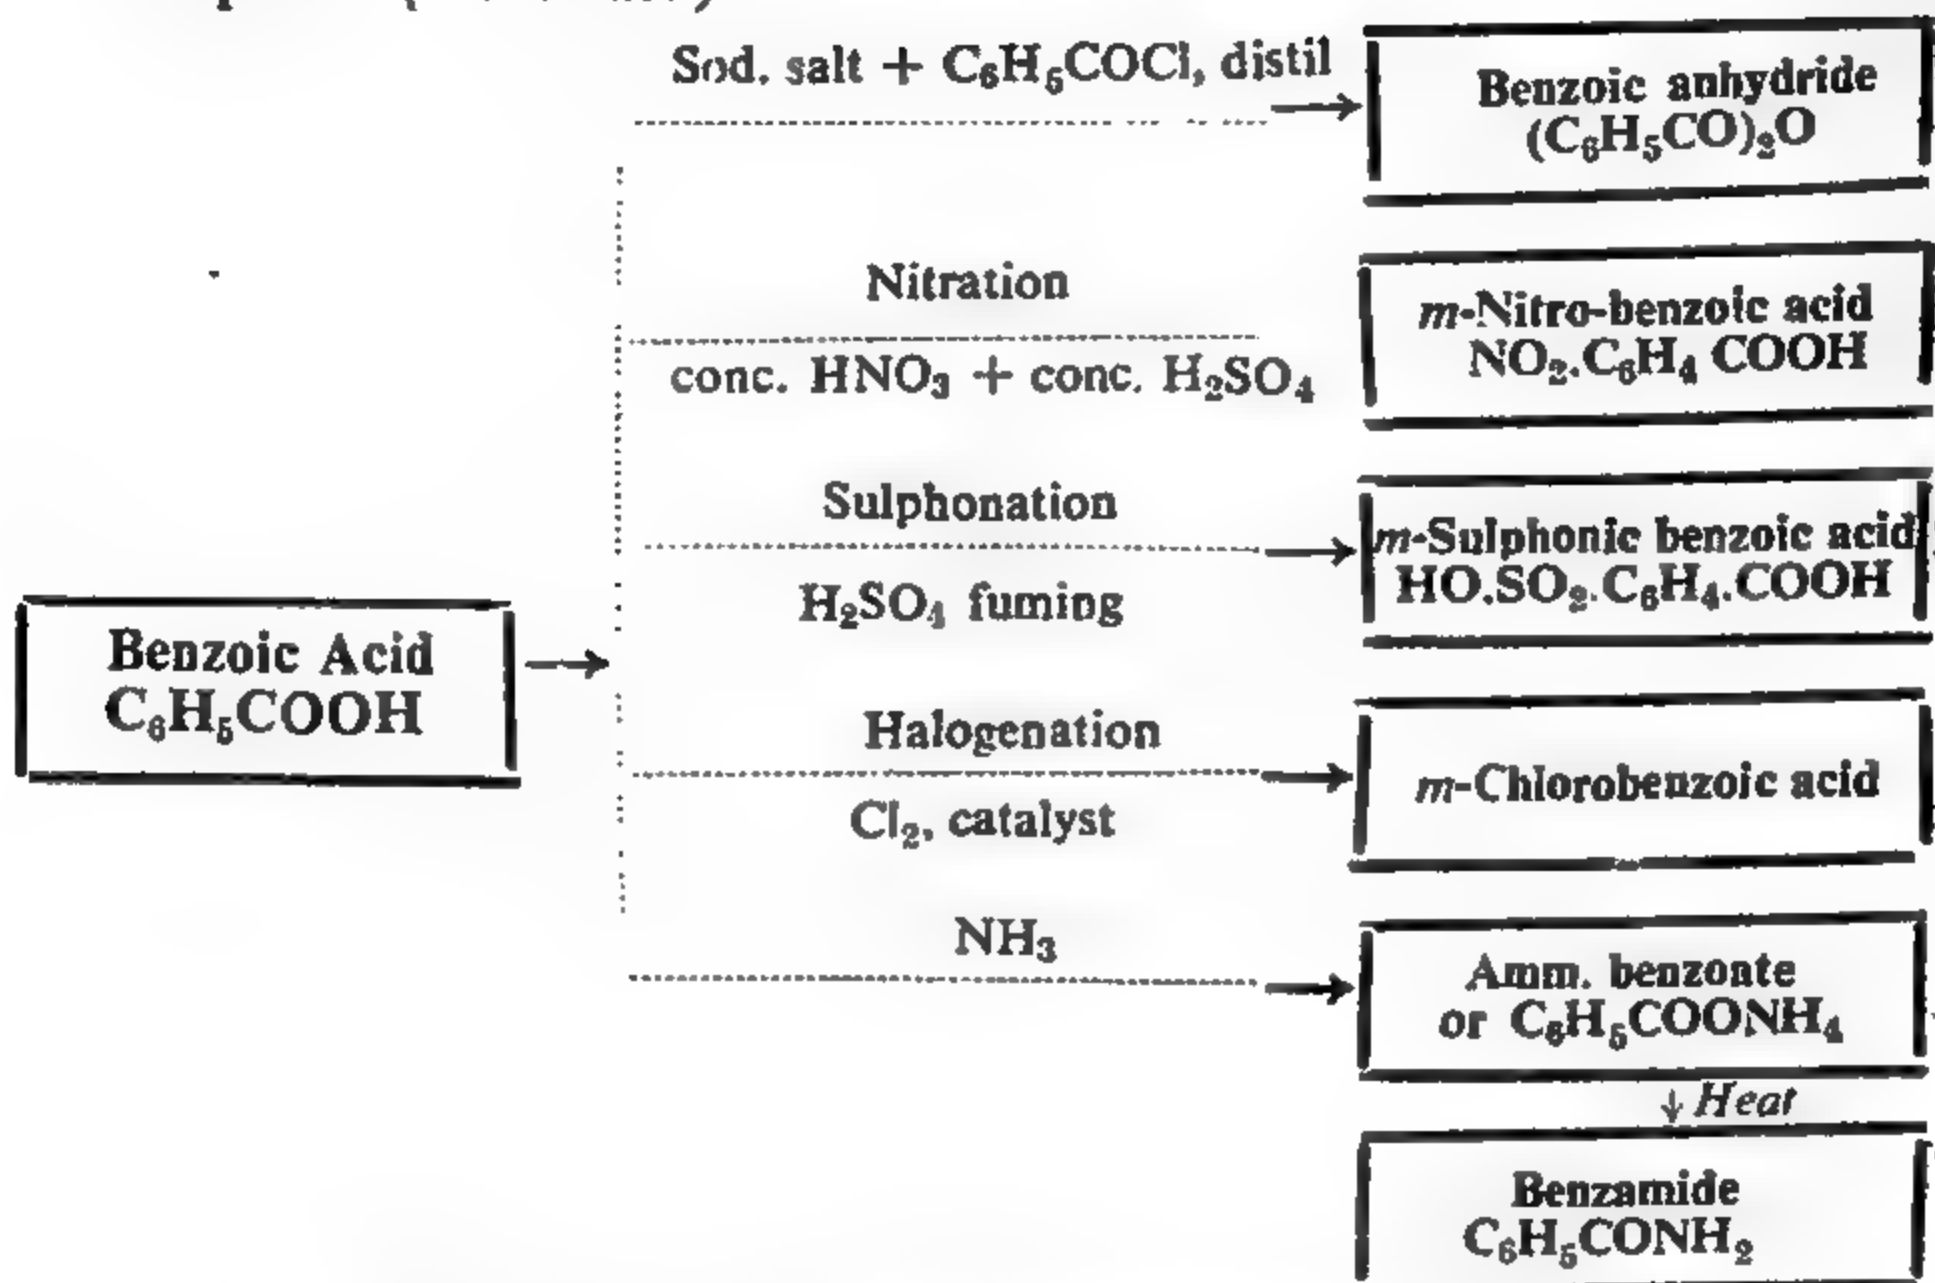 Sod. salt + C₆H₅COCl, distil
Benzoic anhydride
(C₆H₅CO)₂O
Nitration
conc. HNO₃ + conc. H₂SO₄
m-Nitro-benzoic acid
NO₂.C₆H₄ COOH
Sulphonation
H₂SO₄ fuming
m-Sulphonic benzoic acid
HO.SO₂.C₆H₄.COOH
Benzoic Acid
C₆H₅COOH
Halogenation
Cl₂, catalyst
m-Chlorobenzoic acid
NH₃
Amm. benzonte
or C₆H₅COONH₄
↓ Heat
Benzamide
C₆H₅CONH₂